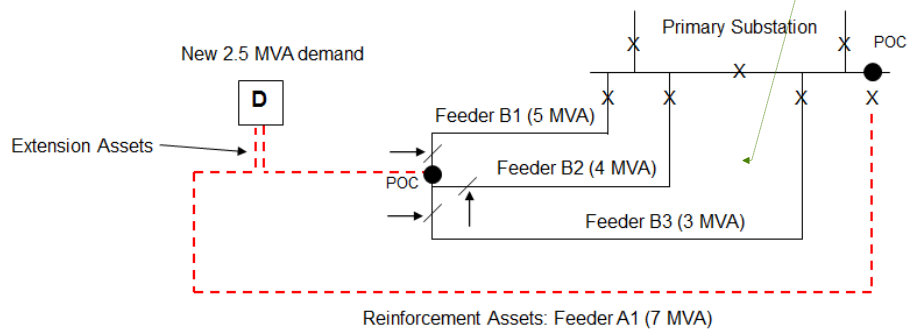 Primary Substation
POC
New 2.5 MVA demand
X
X
X
D
X
X
X
X
Feeder B1 (5 MVA)
Extension Assets
Feeder B2 (4 MVA)
POC
Feeder B3 (3 MVA)
Reinforcement Assets: Feeder A1 (7 MVA)